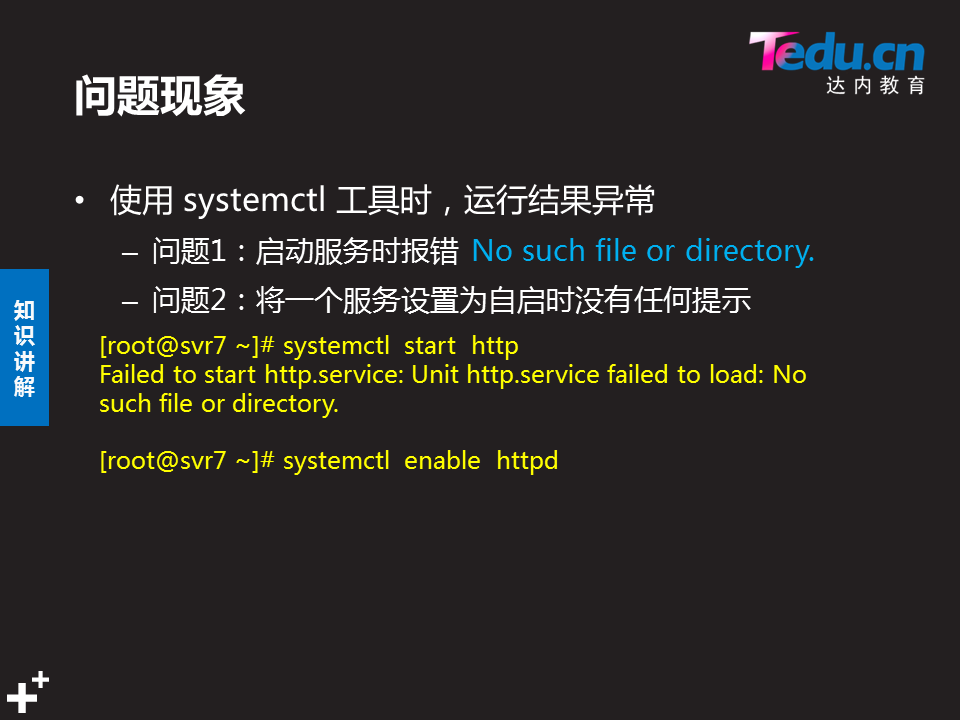 Tedu.cn
达内教育
问题现象
• 使用 systemctl 工具时，运行结果异常
– 问题1：启动服务时报错 No such file or directory.
– 问题2：将一个服务设置为自启时没有任何提示
知识讲解
[root@svr7 ~]# systemctl  start  http
Failed to start http.service: Unit http.service failed to load: No
such file or directory.
[root@svr7 ~]# systemctl  enable  httpd